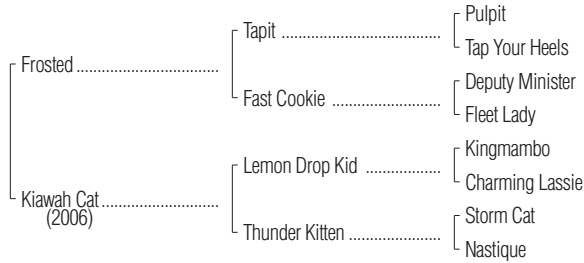 Pulpit
Tapit
Tap Your Heels
Frosted
Deputy Minister
Fast Cookie
Fleet Lady
Kingmambo
Lemon Drop Kid
Charming Lassie
Kiawah Cat
(2006)
Storm Cat
Thunder Kitten
Nastique